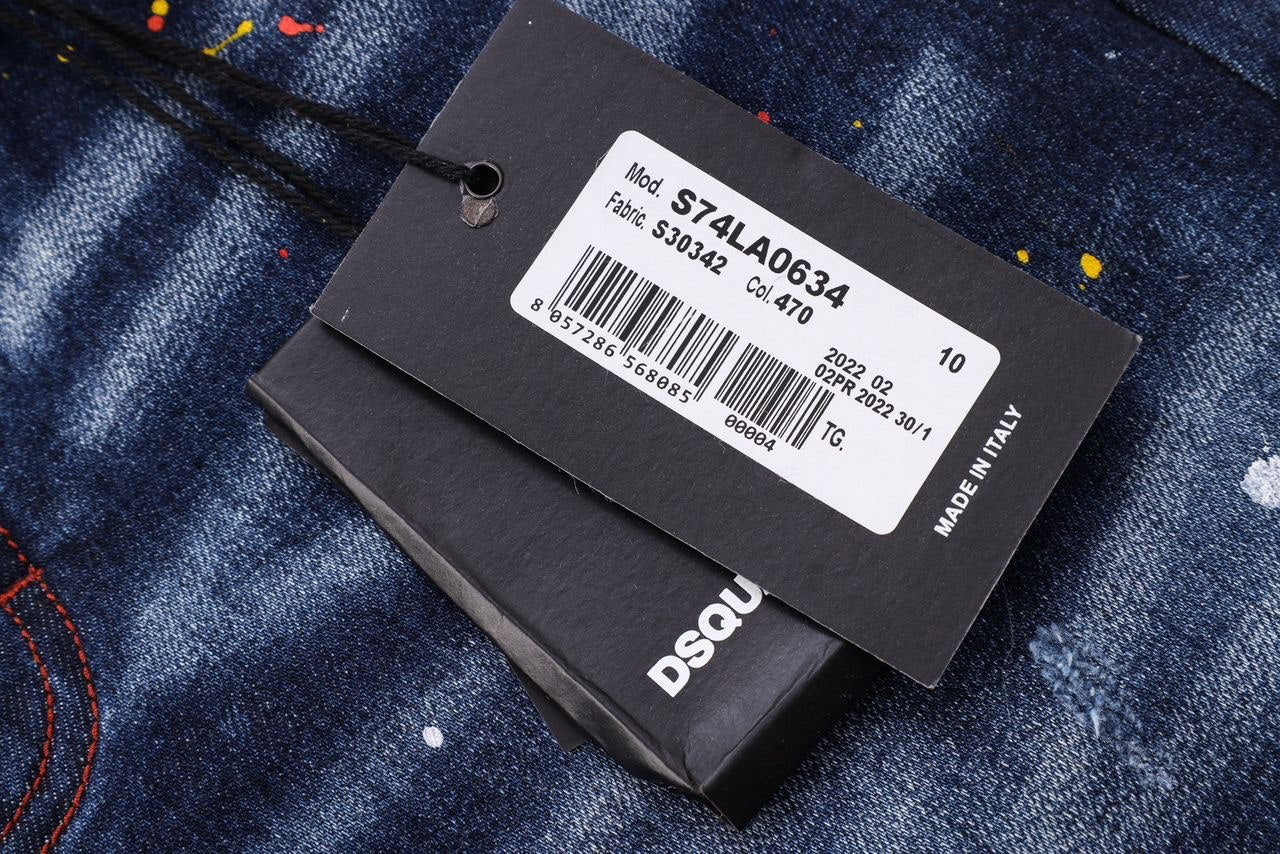 Mod. S74LA0634
Fabric. S30342 Col. 470
8 057286 568085
00004
TG.
2022 02
02PR 2022 30/1
10
MADE IN ITALY
DSQU